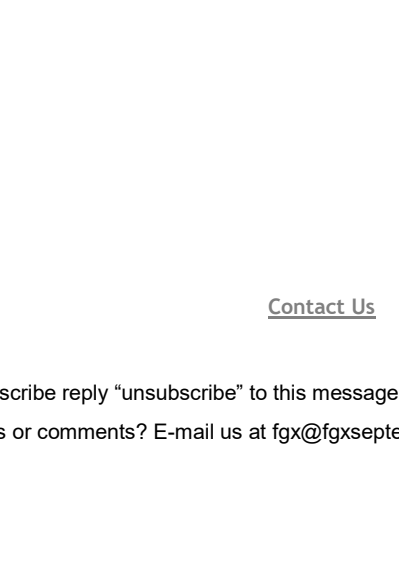 Contact Us
scribe reply “unsubscribe” to this message
s or comments? E-mail us at fgx@fgxsepte